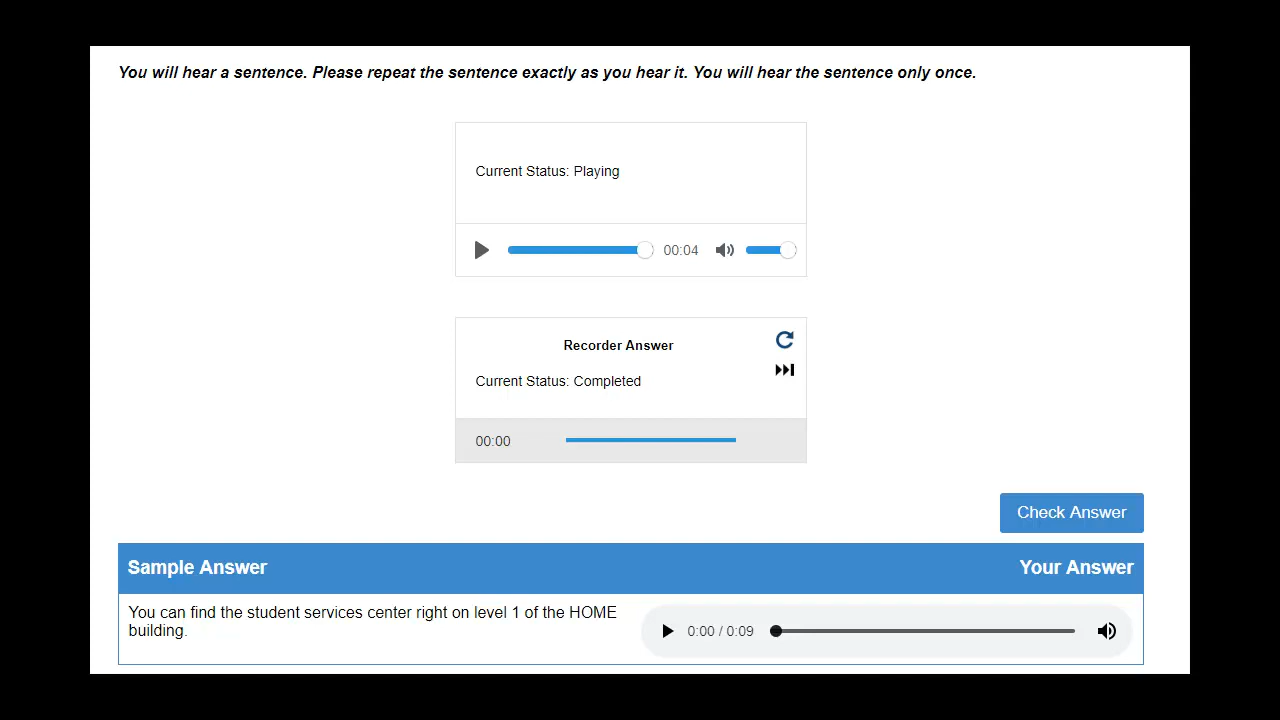 You will hear a sentence. Please repeat the sentence exactly as you hear it. You will hear the sentence only once.
Current Status: Playing
00:04
Recorder Answer
Current Status: Completed
00:00
Check Answer
Sample Answer
Your Answer
You can find the student services center right on level 1 of the HOME
building.
0:00 / 0:09